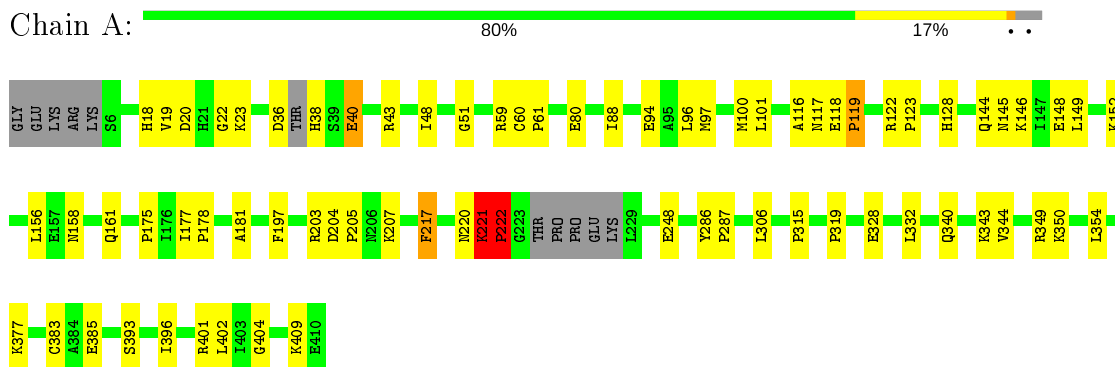 Chain A:
80% 17% • •
GLY GLU LYS ARG LYS S6 H18 V19 D20 H21 G22 K23 D36 THR H38 S39 E40 R43 I48 G51 R59 C60 P61 E80 I88 E94 A95 L96 M97 M100 L101 A116 N117 E118 P119 R122 P123 H128 Q144 N145 K146 I147 E148 L149
L156 E157 N158 Q161 P175 I176 I177 P178 A181 F197 R203 D204 P205 N206 K207 F217 N220 K221 P222 G223 THR PRO PRO GLU LYS L229 E248 Y286 P287 L306 P315 P319 E328 L332 Q340 K343 V344 R349 K350 L354
K377 C383 A384 E385 S393 I396 R401 L402 I403 G404 K409 E410